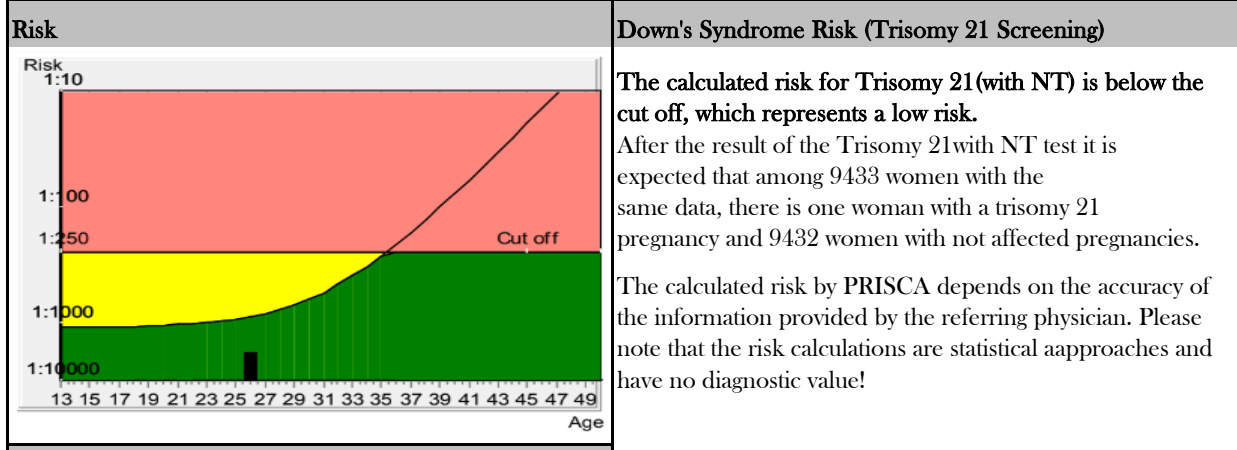 Risk
Risk
1:10
1:100
1:250
Cut off
1:1000
1:10000
13 15 17 19 21 23 25 27 29 31 33 35 37 39 41 43 45 47 49
Age
Down's Syndrome Risk (Trisomy 21 Screening)
The calculated risk for Trisomy 21(with NT) is below the
cut off, which represents a low risk.
After the result of the Trisomy 21with NT test it is
expected that among 9433 women with the
same data, there is one woman with a trisomy 21
pregnancy and 9432 women with not affected pregnancies.
The calculated risk by PRISCA depends on the accuracy of
the information provided by the referring physician. Please
note that the risk calculations are statistical aapproaches and
have no diagnostic value!